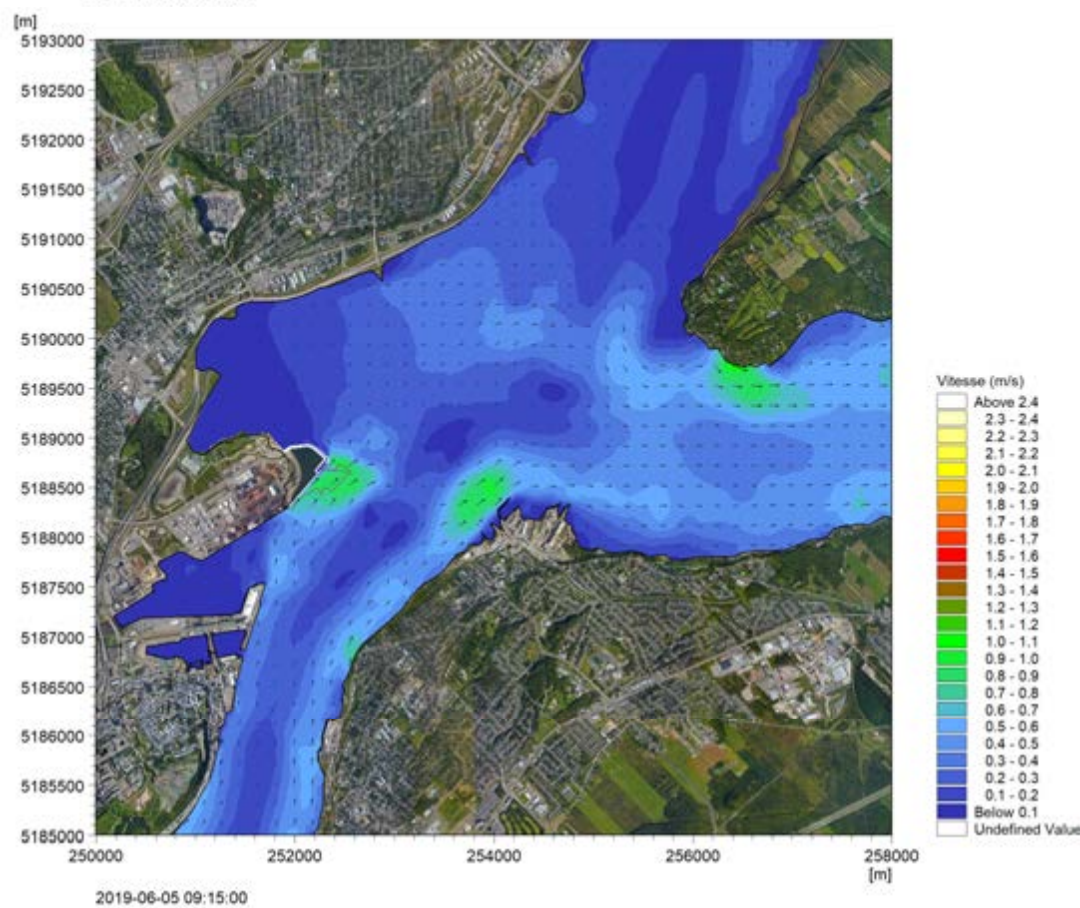 [m]
5193000
5192500
5192000
5191500
5191000
5190500
5190000
5189500
5189000
5188500
5188000
5187500
5187000
5186500
5186000
5185500
5185000
250000 252000 254000 256000 258000
[m]
2019-06-05 09:15:00
Vitesse (m/s)
Above 2.4
2.3 - 2.4
2.2 - 2.3
2.1 - 2.2
2.0 - 2.1
1.9 - 2.0
1.8 - 1.9
1.7 - 1.8
1.6 - 1.7
1.5 - 1.6
1.4 - 1.5
1.3 - 1.4
1.2 - 1.3
1.1 - 1.2
1.0 - 1.1
0.9 - 1.0
0.8 - 0.9
0.7 - 0.8
0.6 - 0.7
0.5 - 0.6
0.4 - 0.5
0.3 - 0.4
0.2 - 0.3
0.1 - 0.2
Below 0.1
Undefined Value